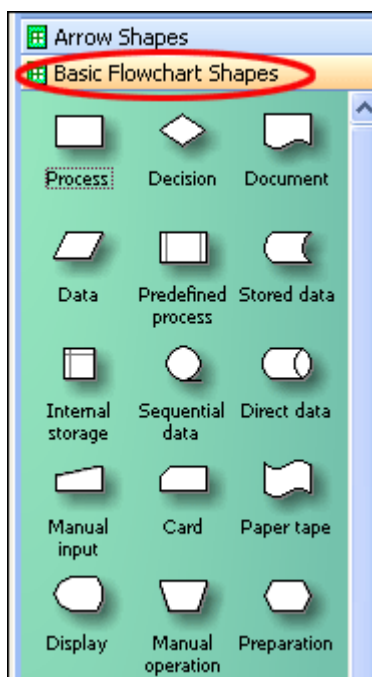 Arrow Shapes
Basic Flowchart Shapes
Process Decision Document
Data Predefined process Stored data
Internal storage Sequential data Direct data
Manual input Card Paper tape
Display Manual operation Preparation